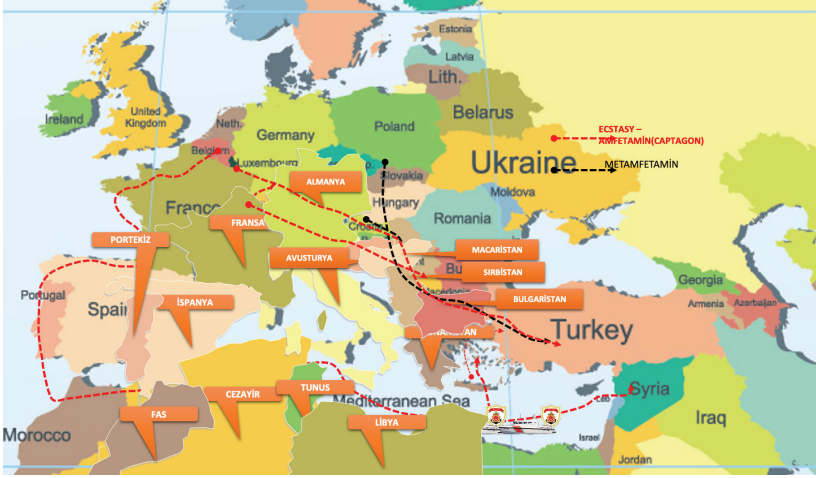 Estonia
Latvia
Lith.
Ireland
United
Kingdom
Neth.
Germany
Poland
Belarus
ECSTASY –
AMFETAMİN(CAPTAGON)
Belgium
Luxembourg
Ukraine
METAMFETAMİN
Slovakia
ALMANYA
Moldova
Hungary
France
FRANSA
Romania
PORTEKİZ
MACARİSTAN
AVUSTURYA
SIRBİSTAN
Georgia
Portugal
Spain
İSPANYA
BULGARİSTAN
Armenia
Azerbaijan
Turkey
TUNUS
CEZAYİR
Mediterranean Sea
Syria
FAS
LİBYA
Iraq
Morocco
Israel
Jordan